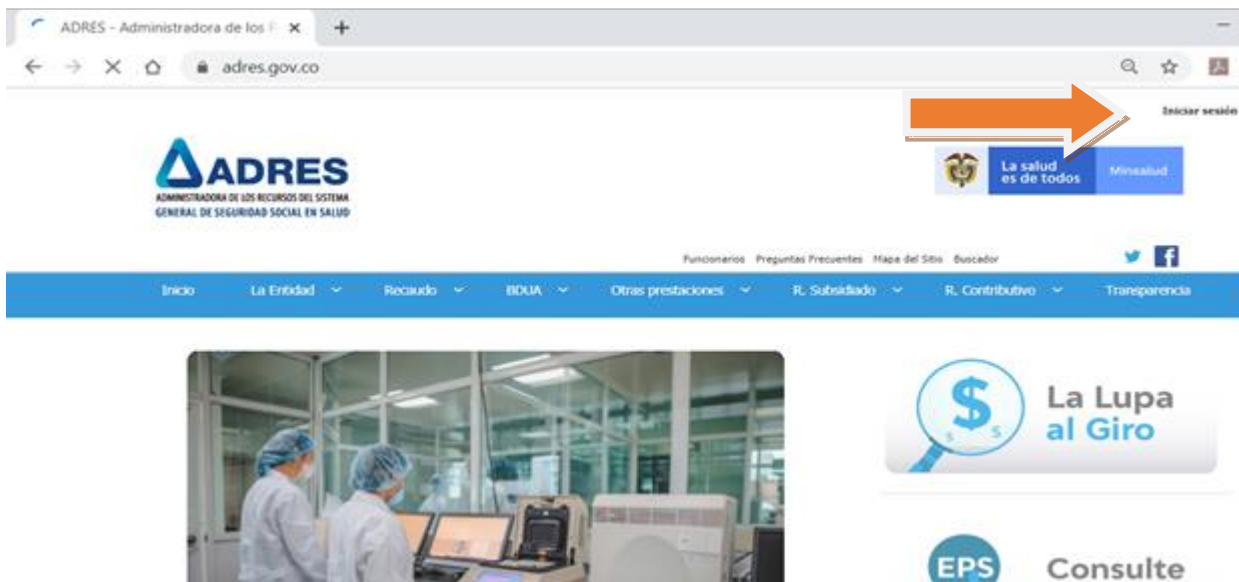 ADRES - Administradora de los F
adres.gov.co
Iniciar sesión
ADRES
ADMINISTRADORA DE LOS RECURSOS DEL SISTEMA
GENERAL DE SEGURIDAD SOCIAL EN SALUD
La salud
es de todos
Minsalud
Funcionarios Preguntas Frecuentes Mapa del Sitio Buscador
Inicio La Entidad Recaudo BDUA Otras prestaciones R. Subsidiado R. Contributivo Transparencia
La Lupa
al Giro
EPS
Consulte